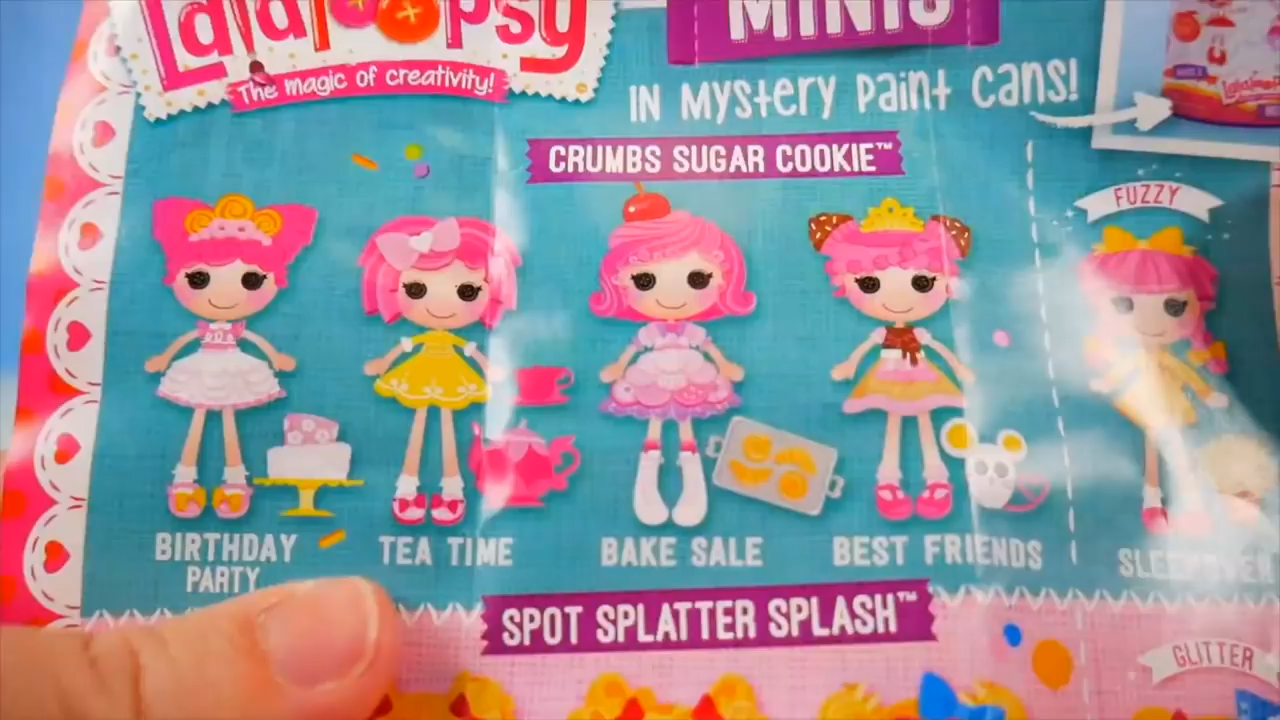 Lalaloopsy
The magic of creativity!
MINIS
IN Mystery Paint Cans!
CRUMBS SUGAR COOKIE™
FUZZY
BIRTHDAY
PARTY
TEA TIME
BAKE SALE
BEST FRIENDS
SPOT SPLATTER SPLASH™
GLITTER